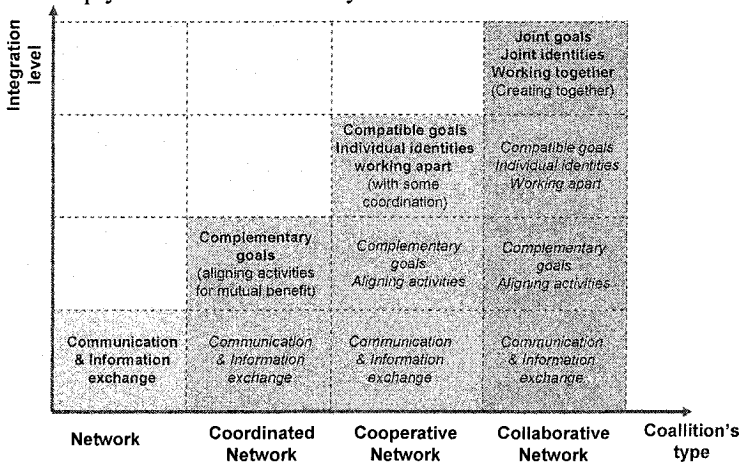 Integration
level
Joint goals
Joint identities
Working together
(Creating together)
Compatible goals
Individual identities
working apart
(with some
coordination)
Compatible goals
Individual identities
Working apart
Complementary
goals
(aligning activities
for mutual benefit)
Complementary
goals
Aligning activities
Complementary
goals
Aligning activities
Communication
& Information
exchange
Communication
& Information
exchange
Communication
& Information
exchange
Communication
& Information
exchange
Network
Coordinated
Network
Cooperative
Network
Collaborative
Network
Coallition's
type